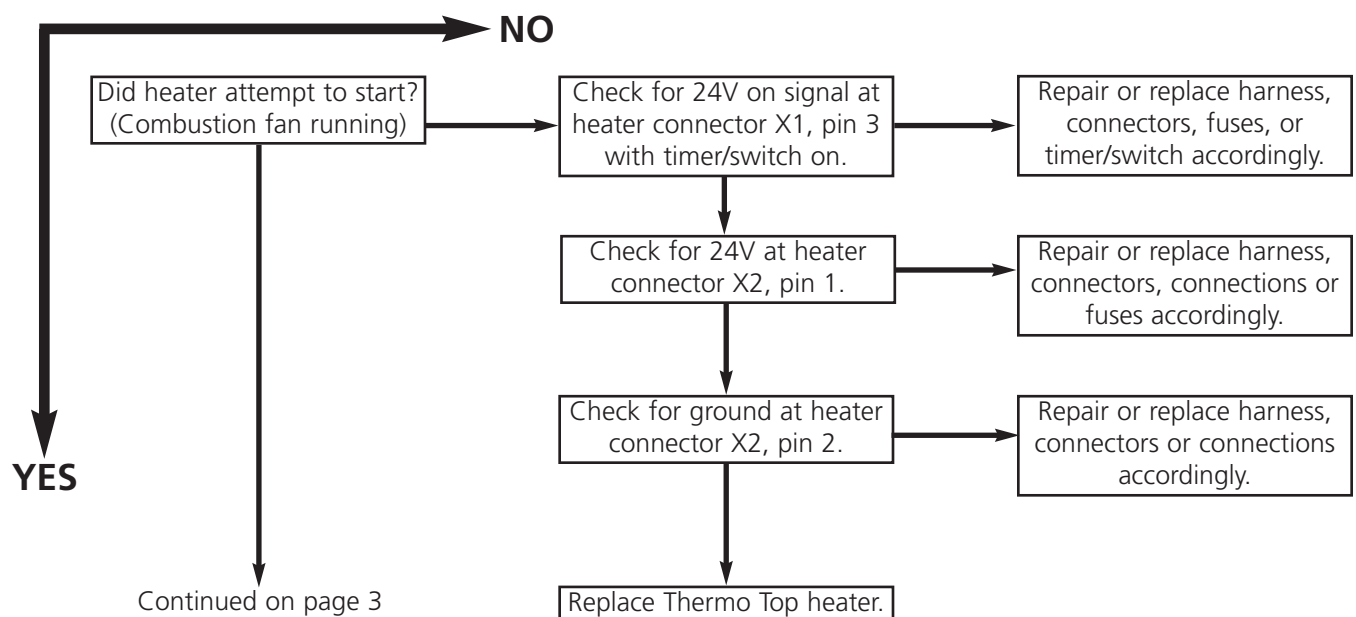 NO
Did heater attempt to start?
(Combustion fan running)
Check for 24V on signal at
heater connector X1, pin 3
with timer/switch on.
Repair or replace harness,
connectors, fuses, or
timer/switch accordingly.
Check for 24V at heater
connector X2, pin 1.
Repair or replace harness,
connectors, connections or
fuses accordingly.
Check for ground at heater
connector X2, pin 2.
Repair or replace harness,
connectors or connections
accordingly.
YES
Continued on page 3
Replace Thermo Top heater.